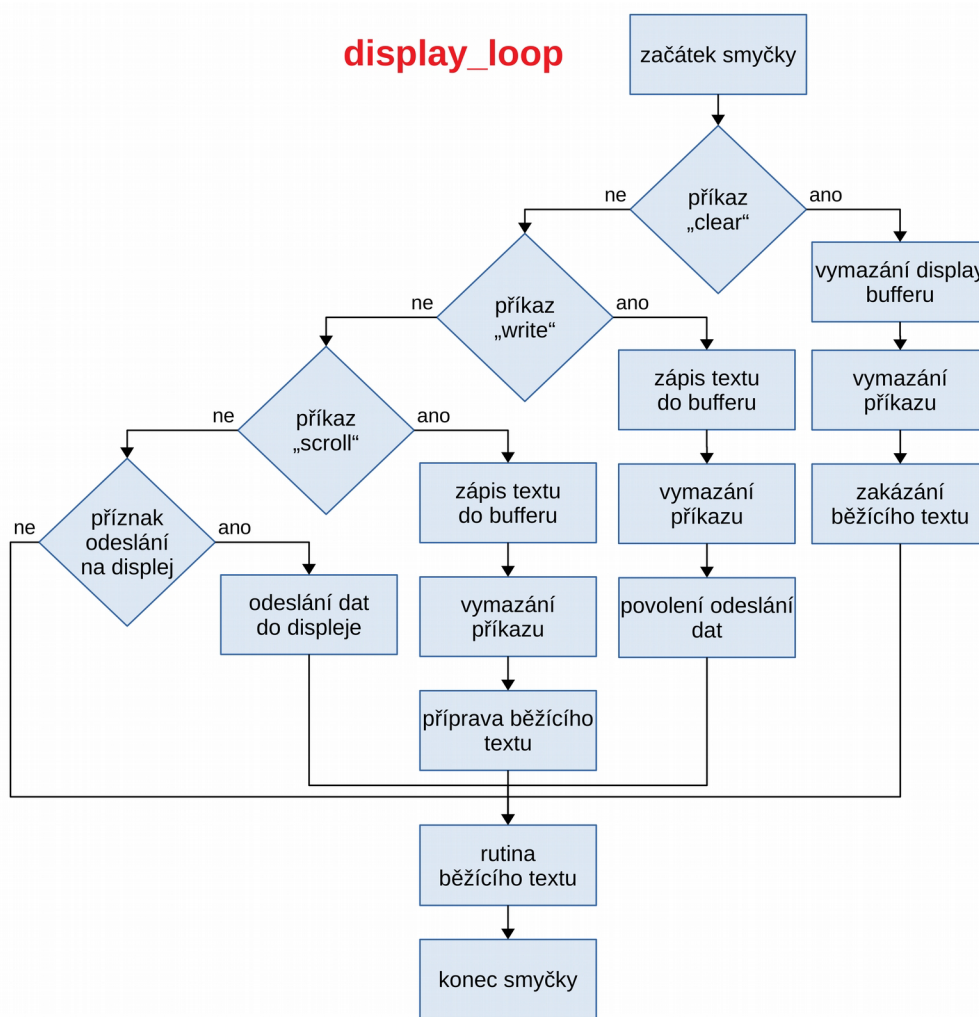 display_loop
začátek smyčky
příkaz
„clear“
ne
ano
vymazání display
bufferu
příkaz
„write“
ne
ano
zápis textu
do bufferu
vymazání
příkazu
příkaz
„scroll“
ne
ano
zápis textu
do bufferu
vymazání
příkazu
zakázání
běžícího textu
příznak
odeslání
na displej
ne
ano
odeslání dat
do displeje
vymazání
příkazu
povolení odeslání
dat
příprava běžícího
textu
rutina
běžícího textu
konec smyčky